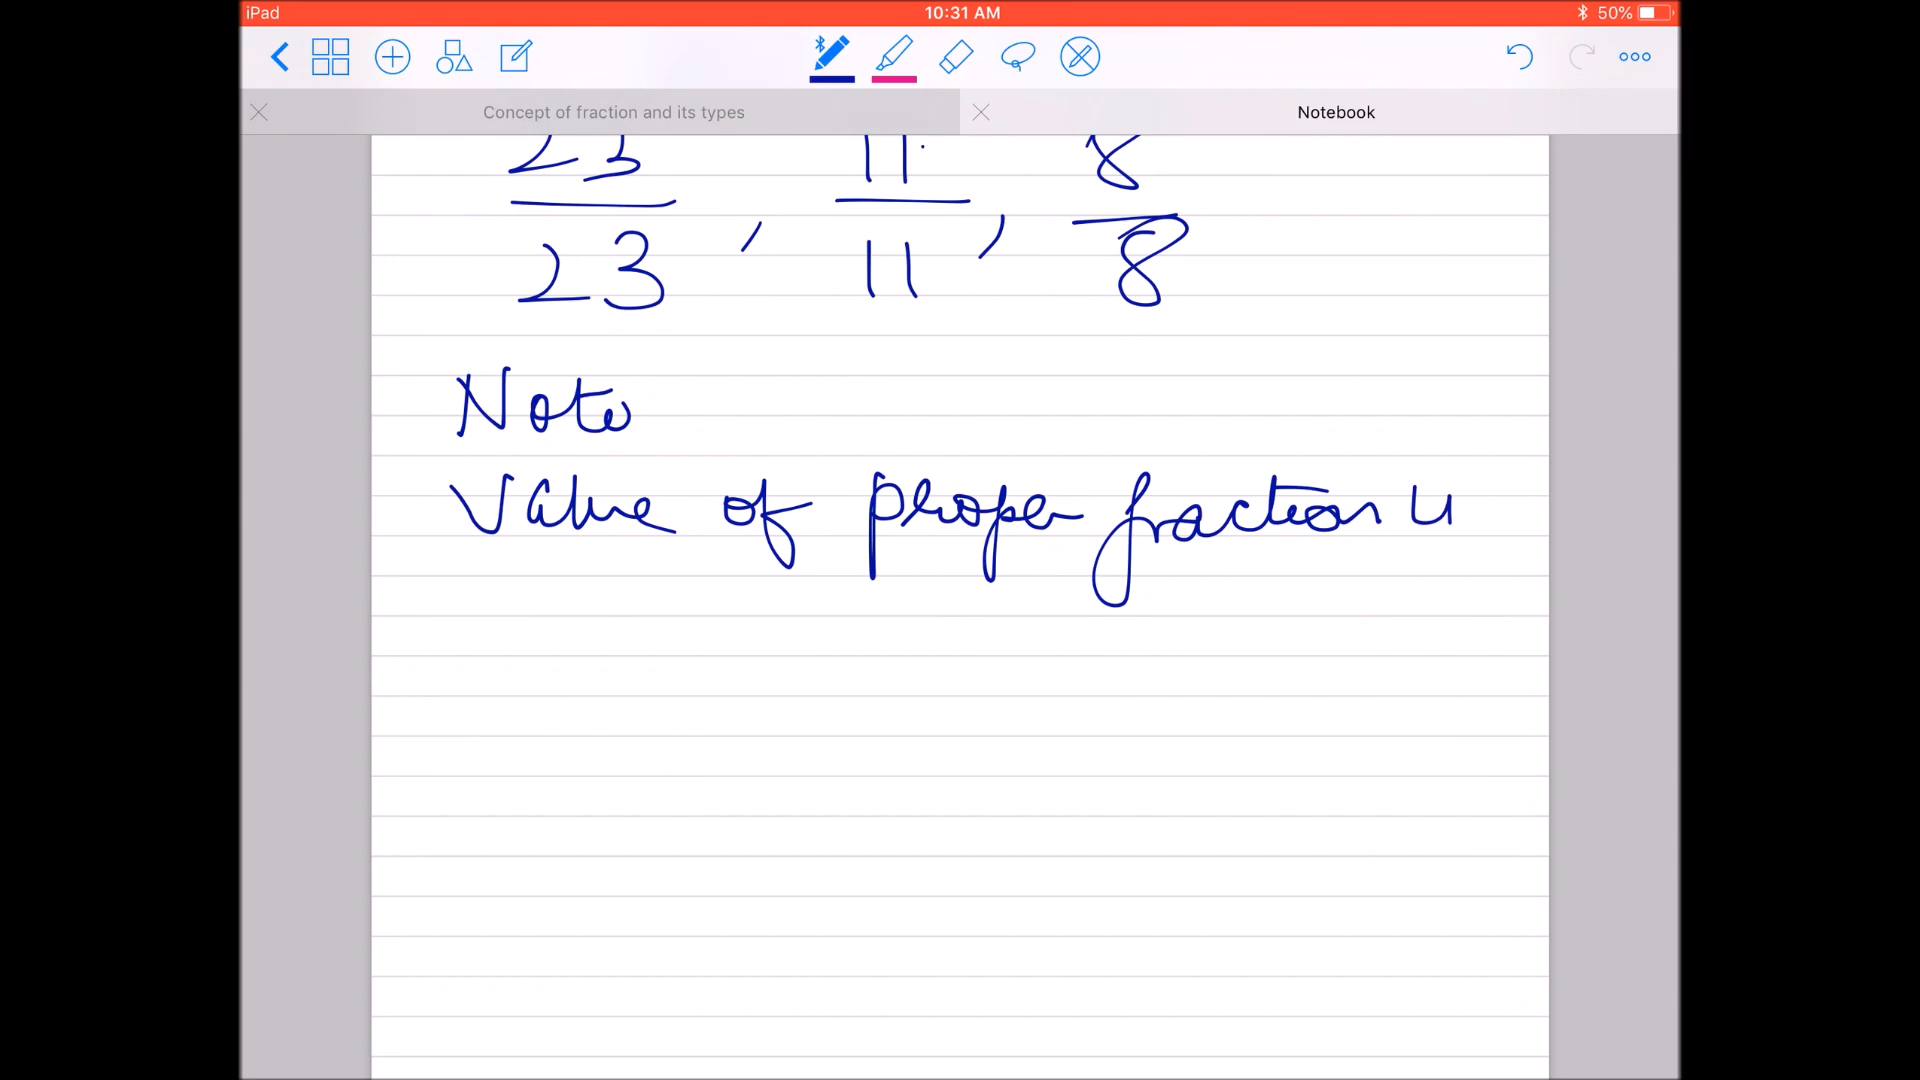 iPad 10:31 AM 50%
Concept of fraction and its types Notebook
23 11 8
23 , 11 , 8
Note
Value of proper fraction